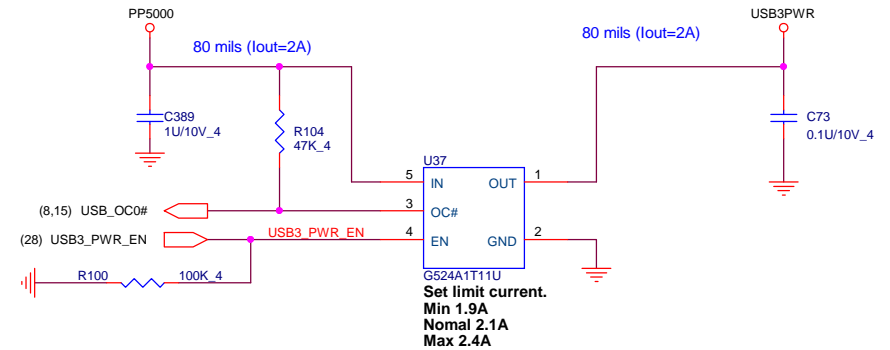 PP5000
USB3PWR
80 mils (Iout=2A)
80 mils (Iout=2A)
C389
1U/10V_4
R104
47K_4
C73
0.1U/10V_4
U37
5
IN
OUT
1
(8,15) USB_OC0#
3
OC#
(28) USB3_PWR_EN
USB3_PWR_EN
4
EN
GND
2
R100
100K_4
G524A1T11U
Set limit current.
Min 1.9A
Nomal 2.1A
Max 2.4A